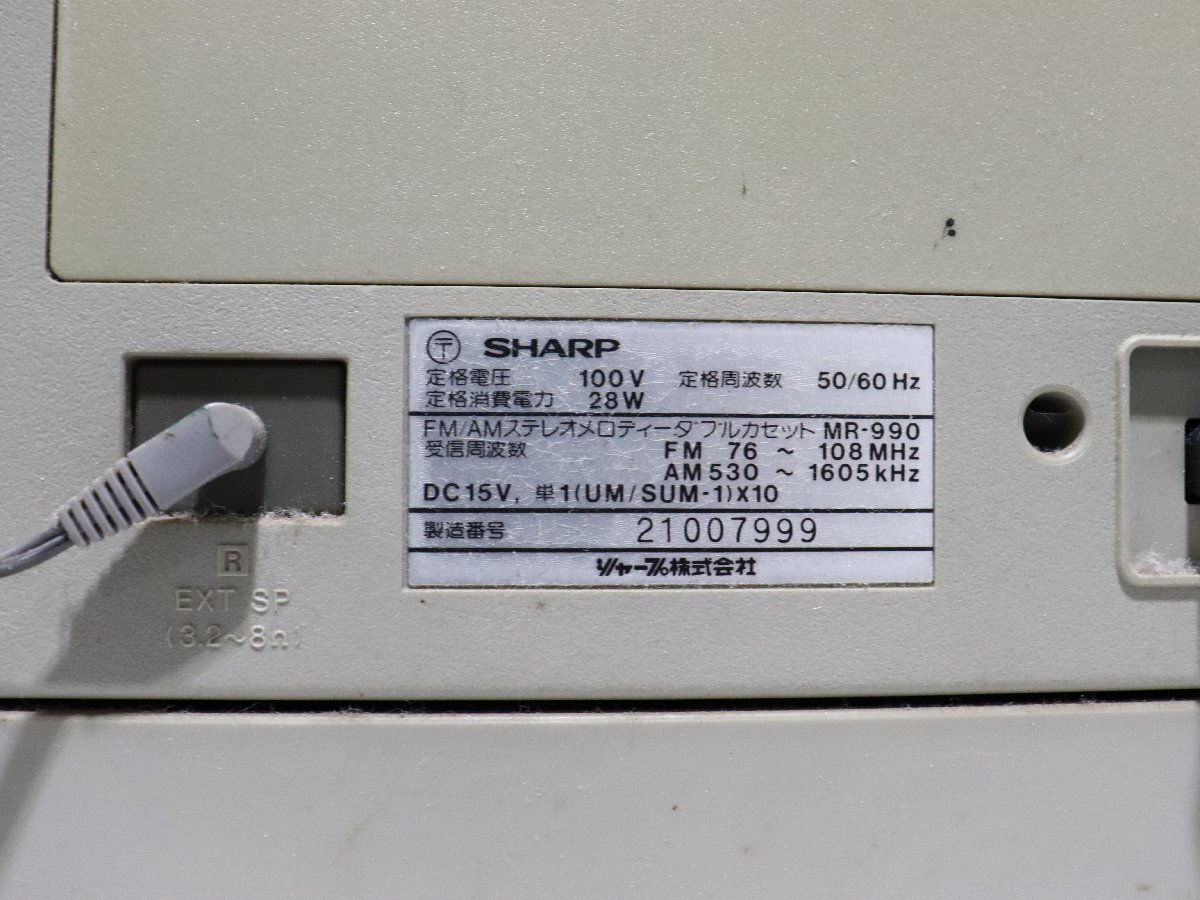 〒 SHARP
定格電圧 100V 定格周波数 50/60Hz
定格消費電力 28W
FM/AMステレオメロディーダブルカセット MR-990
受信周波数 FM 76 ~ 108MHz
AM 530 ~ 1605kHz
DC15V, 単1(UM/SUM-1)X10
製造番号 21007999
シャープ株式会社
R
EXT SP
(3.2~8Ω)